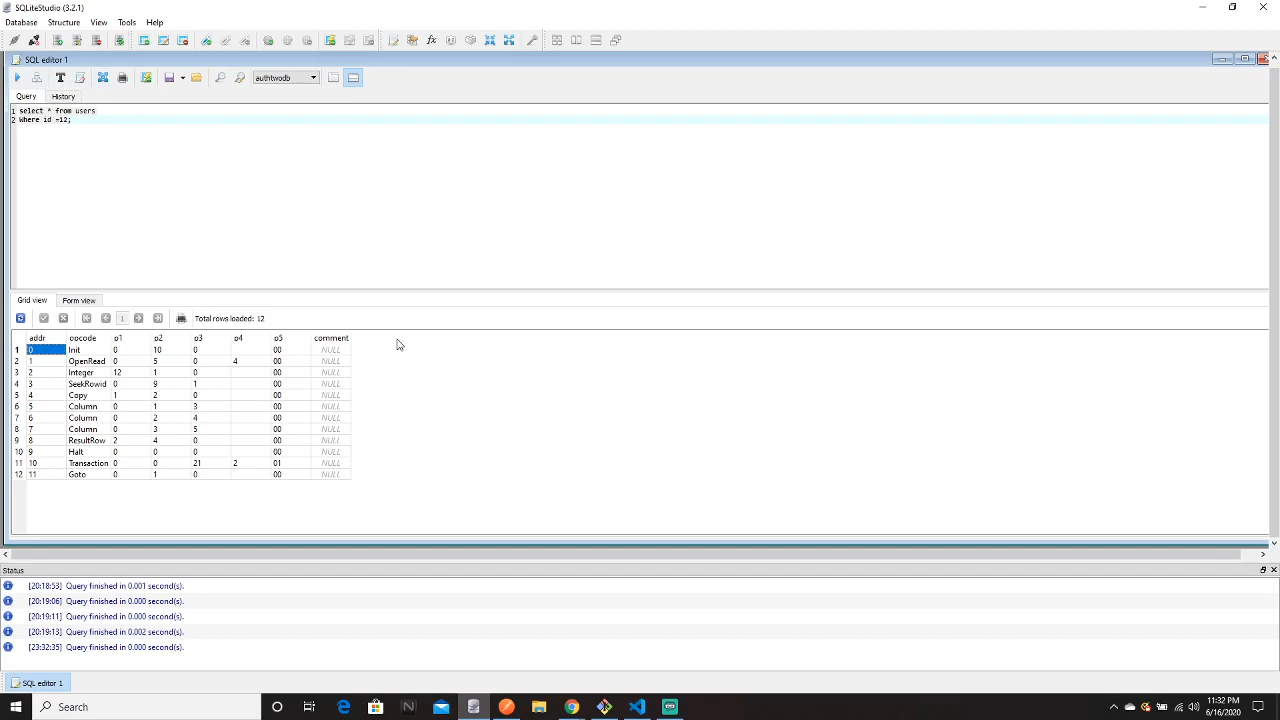 SQLiteStudio (3.2.1)
Database Structure View Tools Help
SQL editor 1
authtwodb
Query History
1 select * from users
2 Where id =12;
Grid view Form view
1 Total rows loaded: 12
addr opcode p1 p2 p3 p4 p5 comment
1 0 Init 0 10 0 00 NULL
2 1 OpenRead 0 5 0 4 00 NULL
3 2 Integer 12 1 0 00 NULL
4 3 SeekRowid 0 9 1 00 NULL
5 4 Copy 1 2 0 00 NULL
6 5 Column 0 1 3 00 NULL
7 6 Column 0 2 4 00 NULL
8 7 Column 0 3 5 00 NULL
9 8 ResultRow 2 4 0 00 NULL
10 9 Halt 0 0 0 00 NULL
11 10 Transaction 0 0 21 2 01 NULL
12 11 Goto 0 1 0 00 NULL
Status
[20:18:53] Query finished in 0.001 second(s).
[20:19:06] Query finished in 0.000 second(s).
[20:19:11] Query finished in 0.000 second(s).
[20:19:13] Query finished in 0.002 second(s).
[23:32:35] Query finished in 0.000 second(s).
SQL editor 1
Search
11:32 PM
6/16/2020